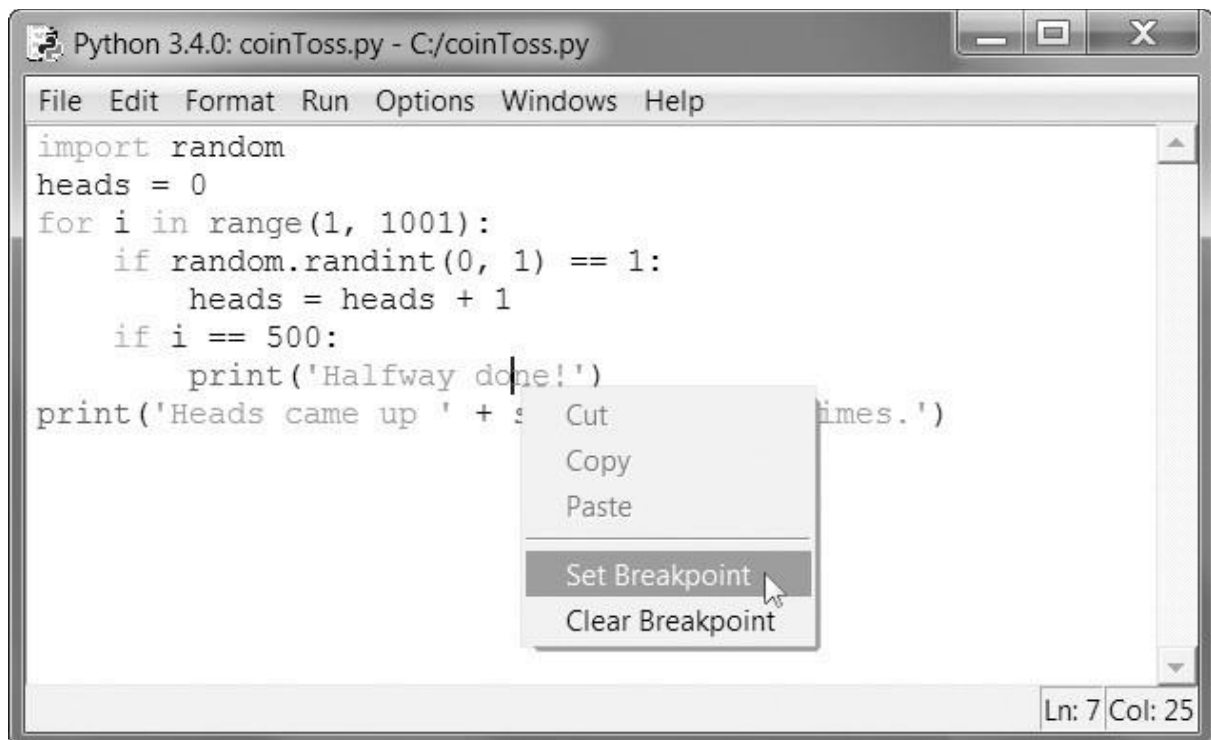 Python 3.4.0: coinToss.py - C:/coinToss.py
File Edit Format Run Options Windows Help
import random
heads = 0
for i in range(1, 1001):
    if random.randint(0, 1) == 1:
        heads = heads + 1
    if i == 500:
        print('Halfway done!')
print('Heads came up ' + imes.')
Cut
Copy
Paste
Set Breakpoint
Clear Breakpoint
Ln: 7 Col: 25